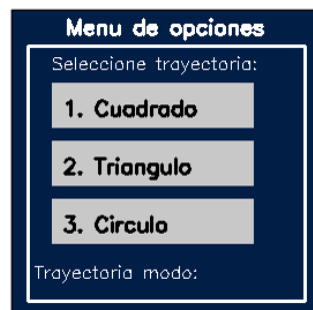 Menu de opciones
Seleccione trayectoria:
1. Cuadrado
2. Triangulo
3. Circulo
Trayectoria modo: